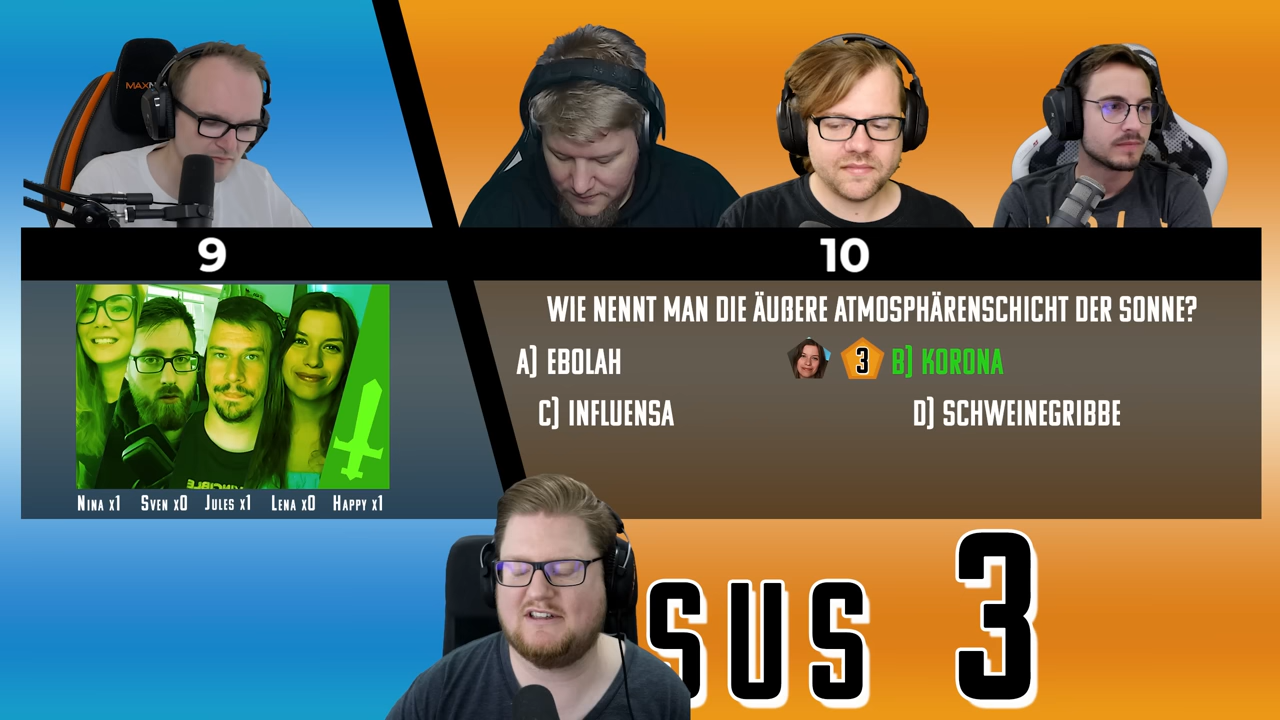 MAXN
9
10
WIE NENNT MAN DIE ÄUßERE ATMOSPHÄRENSCHICHT DER SONNE?
A) EBOLAH
3 B) KORONA
C) INFLUENSA
D) SCHWEINEGRIBBE
NINA x1 SVEN x0 JULES x1 LENA x0 HAPPY x1
SUS 3